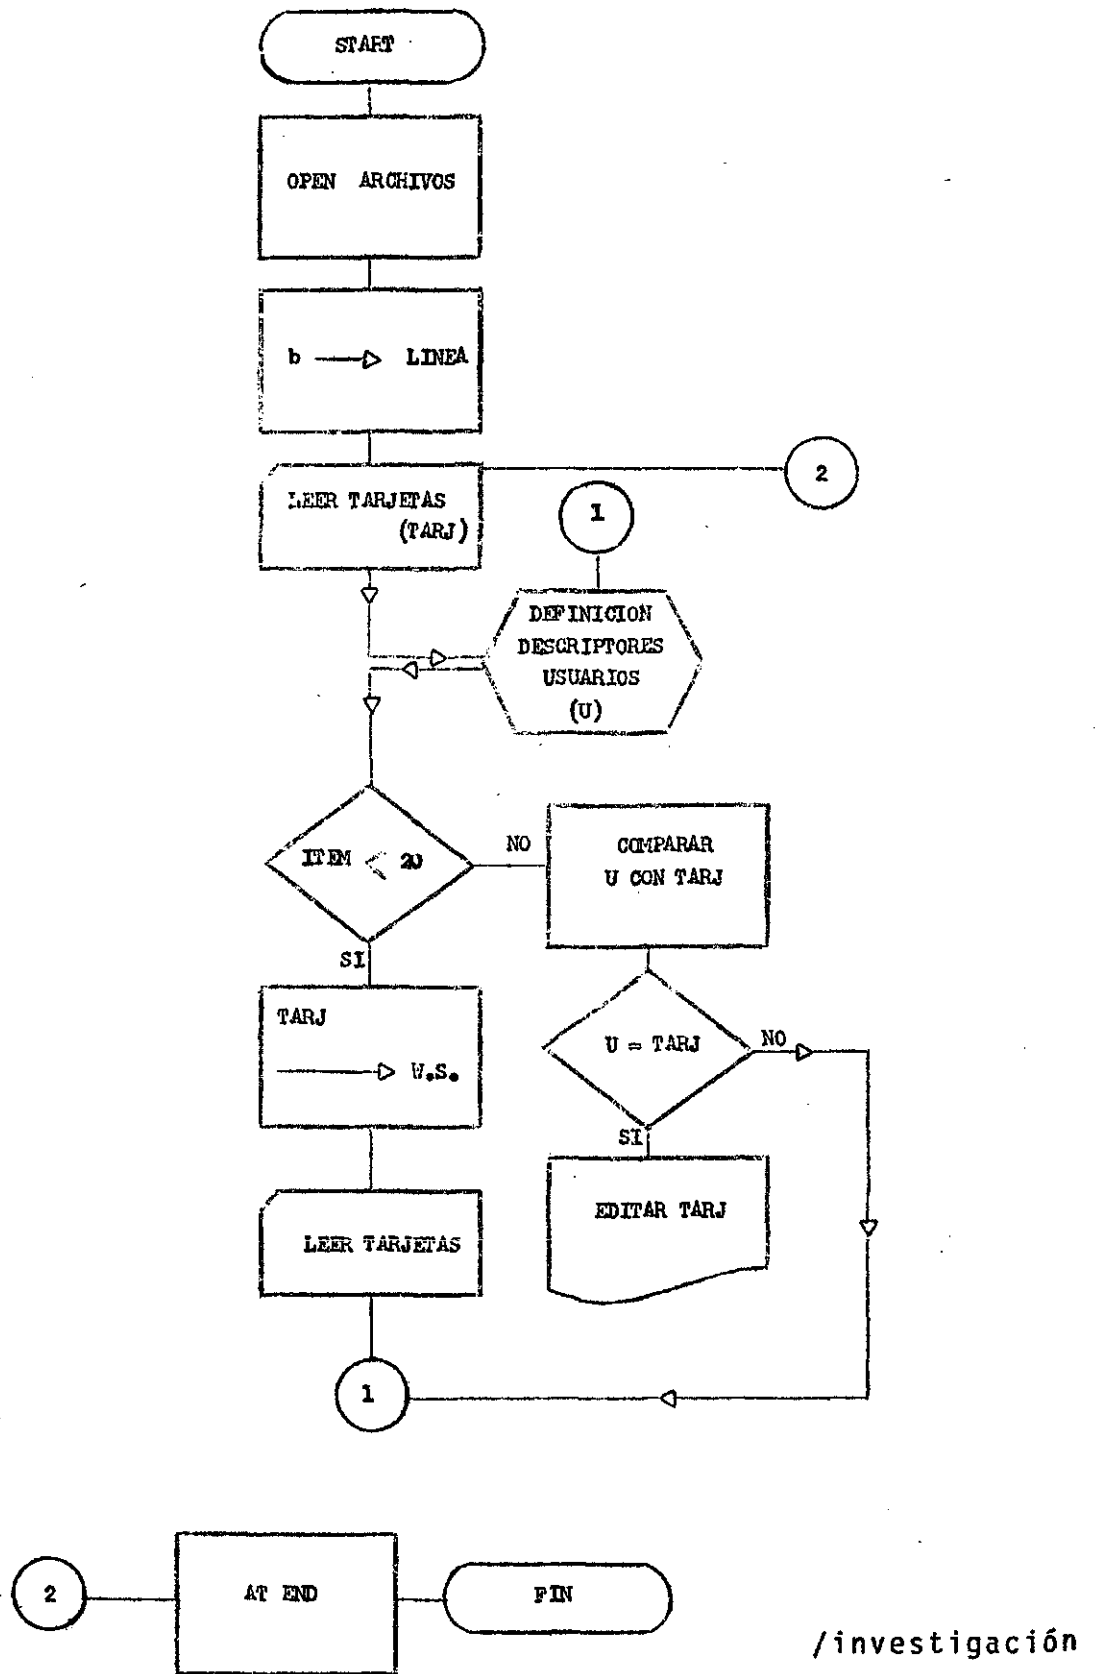 START
OPEN ARCHIVOS
b → LINEA
LEER TARJETAS
(TARJ)
2
1
DEFINICION
DESCRIPTORES
USUARIOS
(U)
ITEM < 20
NO
COMPARAR
U CON TARJ
SI
TARJ
→ W.S.
U = TARJ
NO
SI
EDITAR TARJ
LEER TARJETAS
1
2
AT END
FIN
/investigación